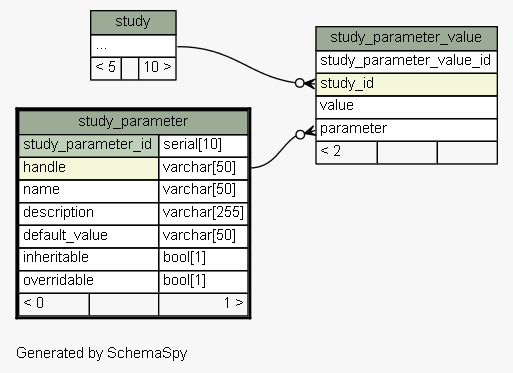 study
...
< 5 10 >
study_parameter_value
study_parameter_value_id
study_id
value
parameter
< 2
study_parameter
study_parameter_id serial[10]
handle varchar[50]
name varchar[50]
description varchar[255]
default_value varchar[50]
inheritable bool[1]
overridable bool[1]
< 0 1 >
Generated by SchemaSpy